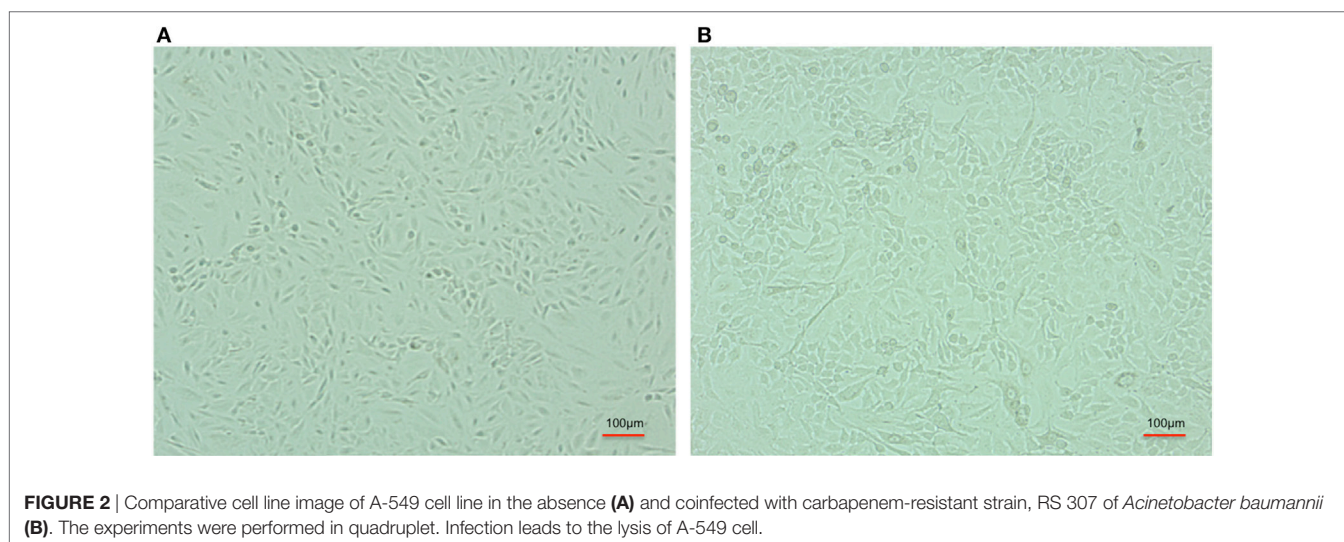 A B
100µm 100µm
FIGURE 2 | Comparative cell line image of A-549 cell line in the absence (A) and coinfected with carbapenem-resistant strain, RS 307 of Acinetobacter baumannii
(B). The experiments were performed in quadruplet. Infection leads to the lysis of A-549 cell.